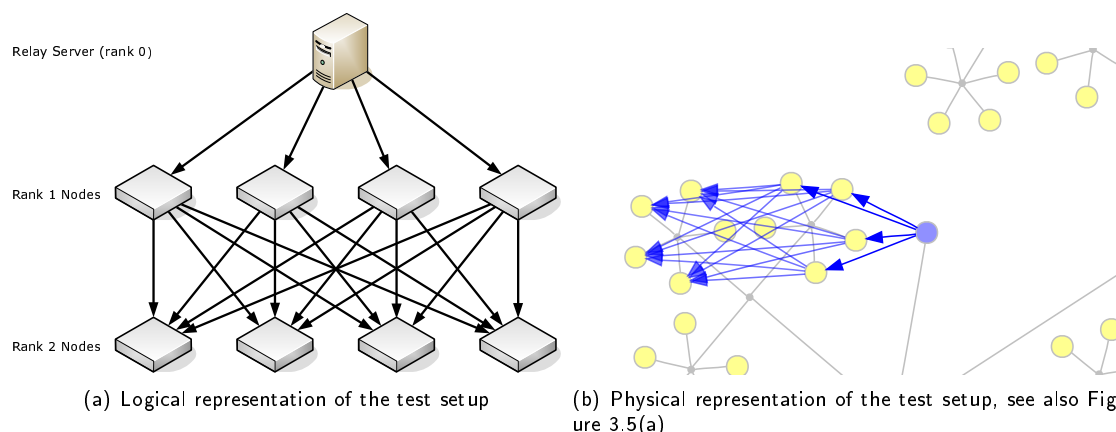 Relay Server (rank 0)
Rank 1 Nodes
Rank 2 Nodes
(a) Logical representation of the test setup
(b) Physical representation of the test setup, see also Fig-
ure 3.5(a)